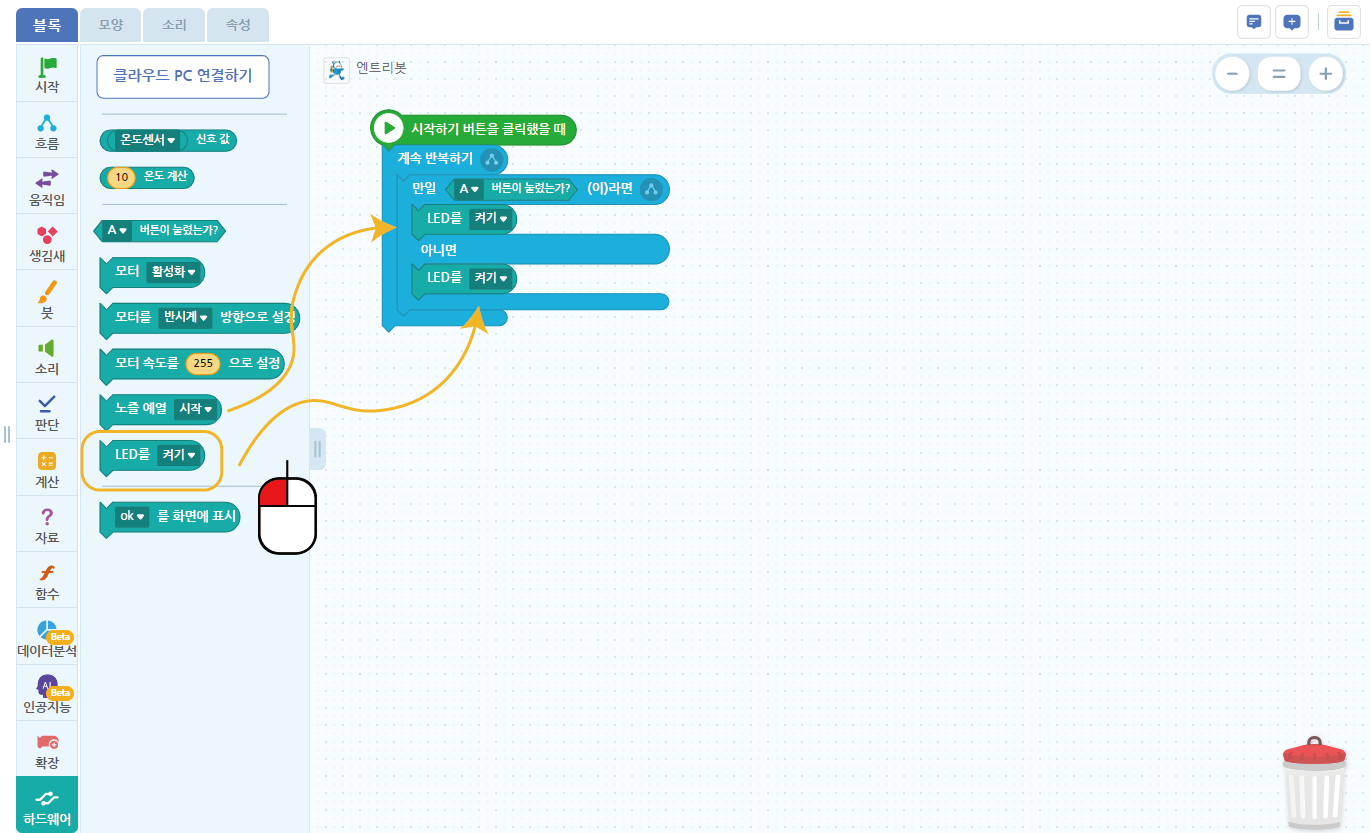 블록
모양
소리
속성
시작
흐름
움직임
생김새
붓
소리
판단
계산
자료
함수
Beta
데이터분석
AI
Beta
인공지능
확장
하드웨어
클라우드 PC 연결하기
온도센서 신호 값
10 온도 계산
A 버튼이 눌렸는가?
모터 활성화
모터를 반시계 방향으로 설정
모터 속도를 255 으로 설정
노즐 예열 시작
LED를 켜기
ok 를 화면에 표시
엔트리봇
시작하기 버튼을 클릭했을 때
계속 반복하기
만일 A 버튼이 눌렸는가? (이)라면
LED를 켜기
아니면
LED를 켜기